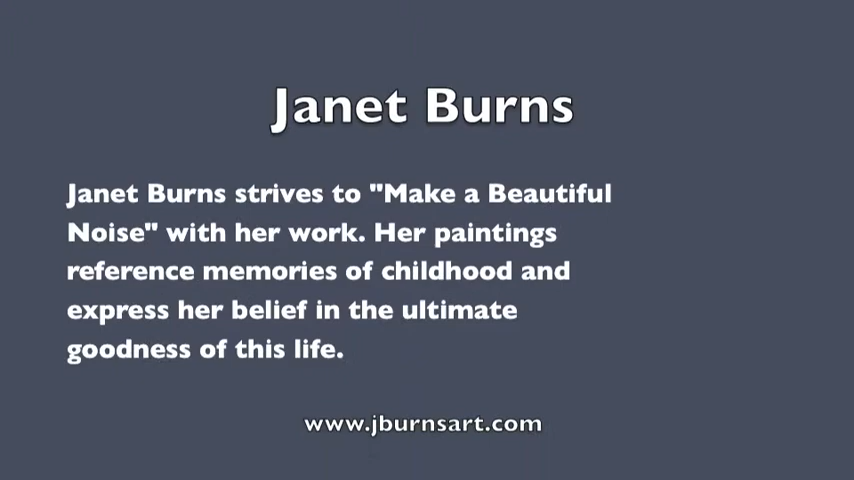 Janet Burns
Janet Burns strives to "Make a Beautiful
Noise" with her work. Her paintings
reference memories of childhood and
express her belief in the ultimate
goodness of this life.
www.jburnsart.com